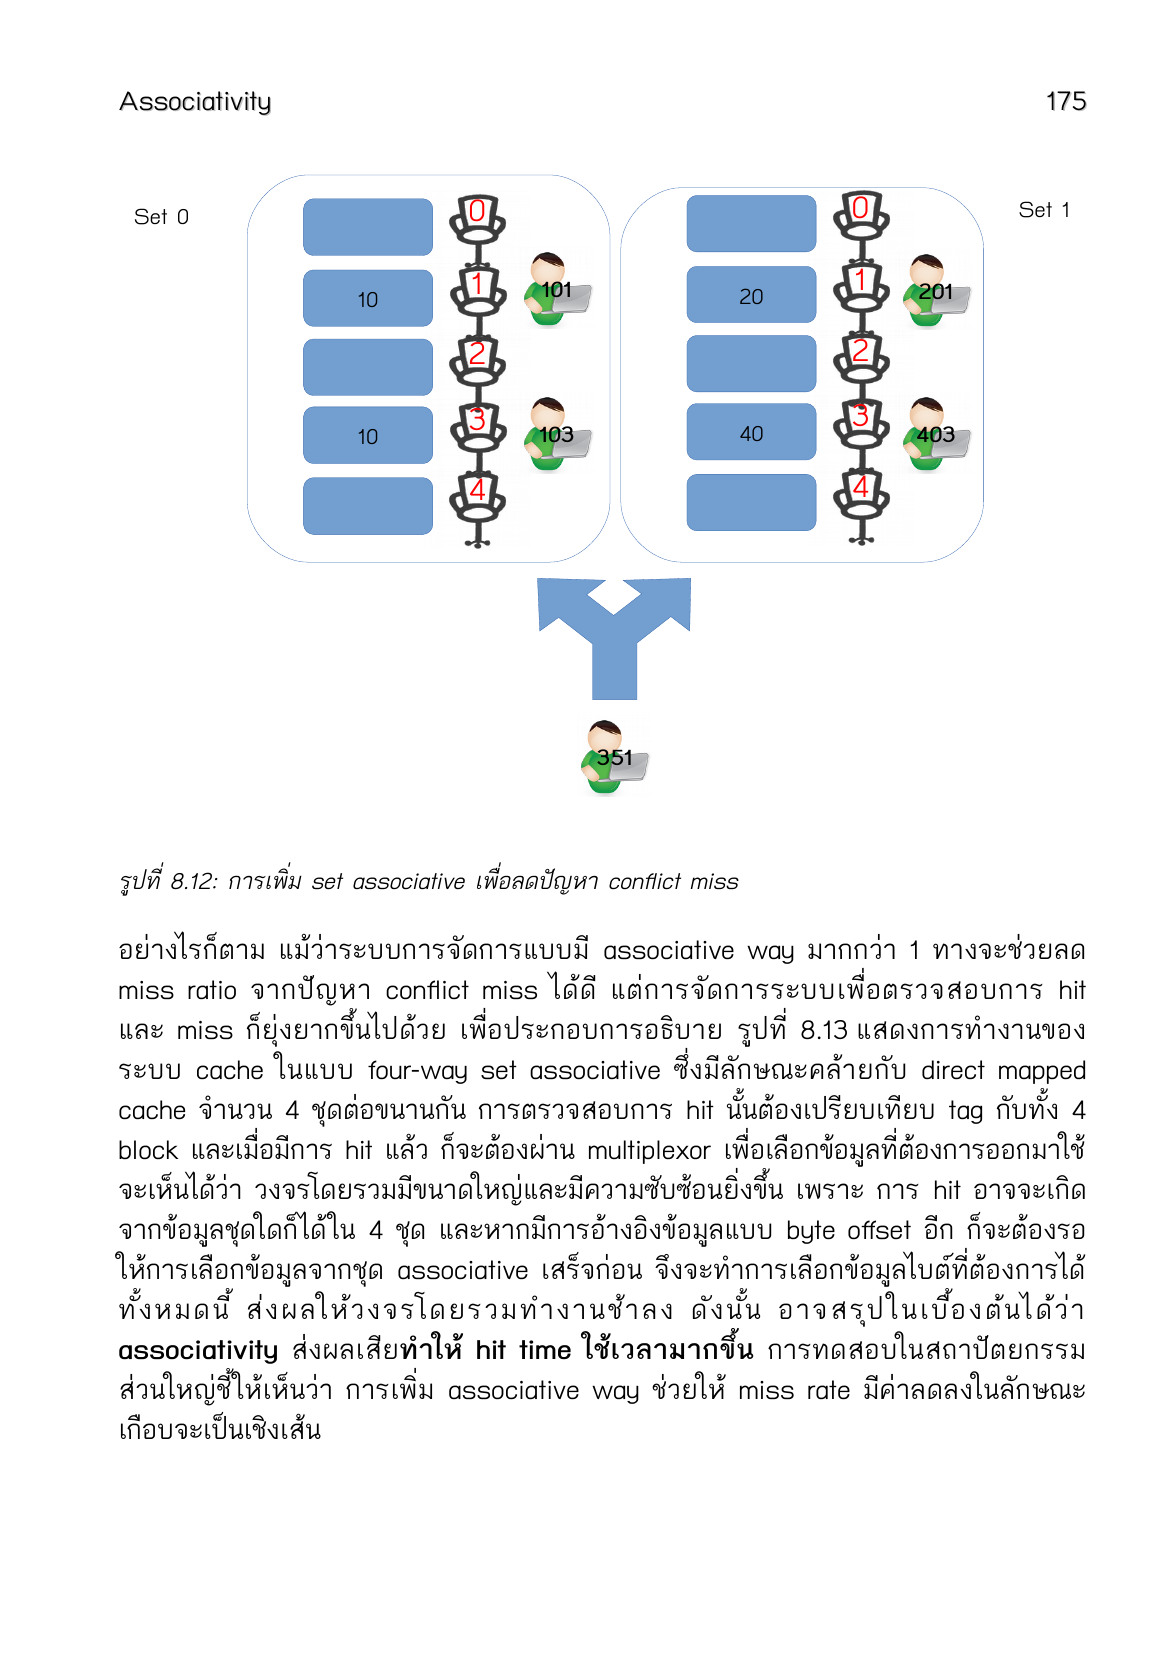 Associativity 175
Set 0
Set 1
0
10
1
101
2
10
3
103
4
0
20
1
201
2
40
3
403
4
351
รูปที่ 8.12: การเพิ่ม set associative เพื่อลดปัญหา conflict miss
อย่างไรก็ตาม แม้ว่าระบบการจัดการแบบมี associative way มากกว่า 1 ทางจะช่วยลด
miss ratio จากปัญหา conflict miss ได้ดี แต่การจัดการระบบเพื่อตรวจสอบการ hit
และ miss ก็ยุ่งยากขึ้นไปด้วย เพื่อประกอบการอธิบาย รูปที่ 8.13 แสดงการทำงานของ
ระบบ cache ในแบบ four-way set associative ซึ่งมีลักษณะคล้ายกับ direct mapped
cache จำนวน 4 ชุดต่อขนานกัน การตรวจสอบการ hit นั้นต้องเปรียบเทียบ tag กับทั้ง 4
block และเมื่อมีการ hit แล้ว ก็จะต้องผ่าน multiplexor เพื่อเลือกข้อมูลที่ต้องการออกมาใช้
จะเห็นได้ว่า วงจรโดยรวมมีขนาดใหญ่และมีความซับซ้อนยิ่งขึ้น เพราะ การ hit อาจจะเกิด
จากข้อมูลชุดใดก็ได้ใน 4 ชุด และหากมีการอ้างอิงข้อมูลแบบ byte offset อีก ก็จะต้องรอ
ให้การเลือกข้อมูลจากชุด associative เสร็จก่อน จึงจะทำการเลือกข้อมูลไบต์ที่ต้องการได้
ทั้งหมดนี้ ส่งผลให้วงจรโดยรวมทำงานช้าลง ดังนั้น อาจสรุปในเบื้องต้นได้ว่า
associativity ส่งผลเสียทำให้ hit time ใช้เวลามากขึ้น การทดสอบในสถาปัตยกรรม
ส่วนใหญ่ชี้ให้เห็นว่า การเพิ่ม associative way ช่วยให้ miss rate มีค่าลดลงในลักษณะ
เกือบจะเป็นเชิงเส้น